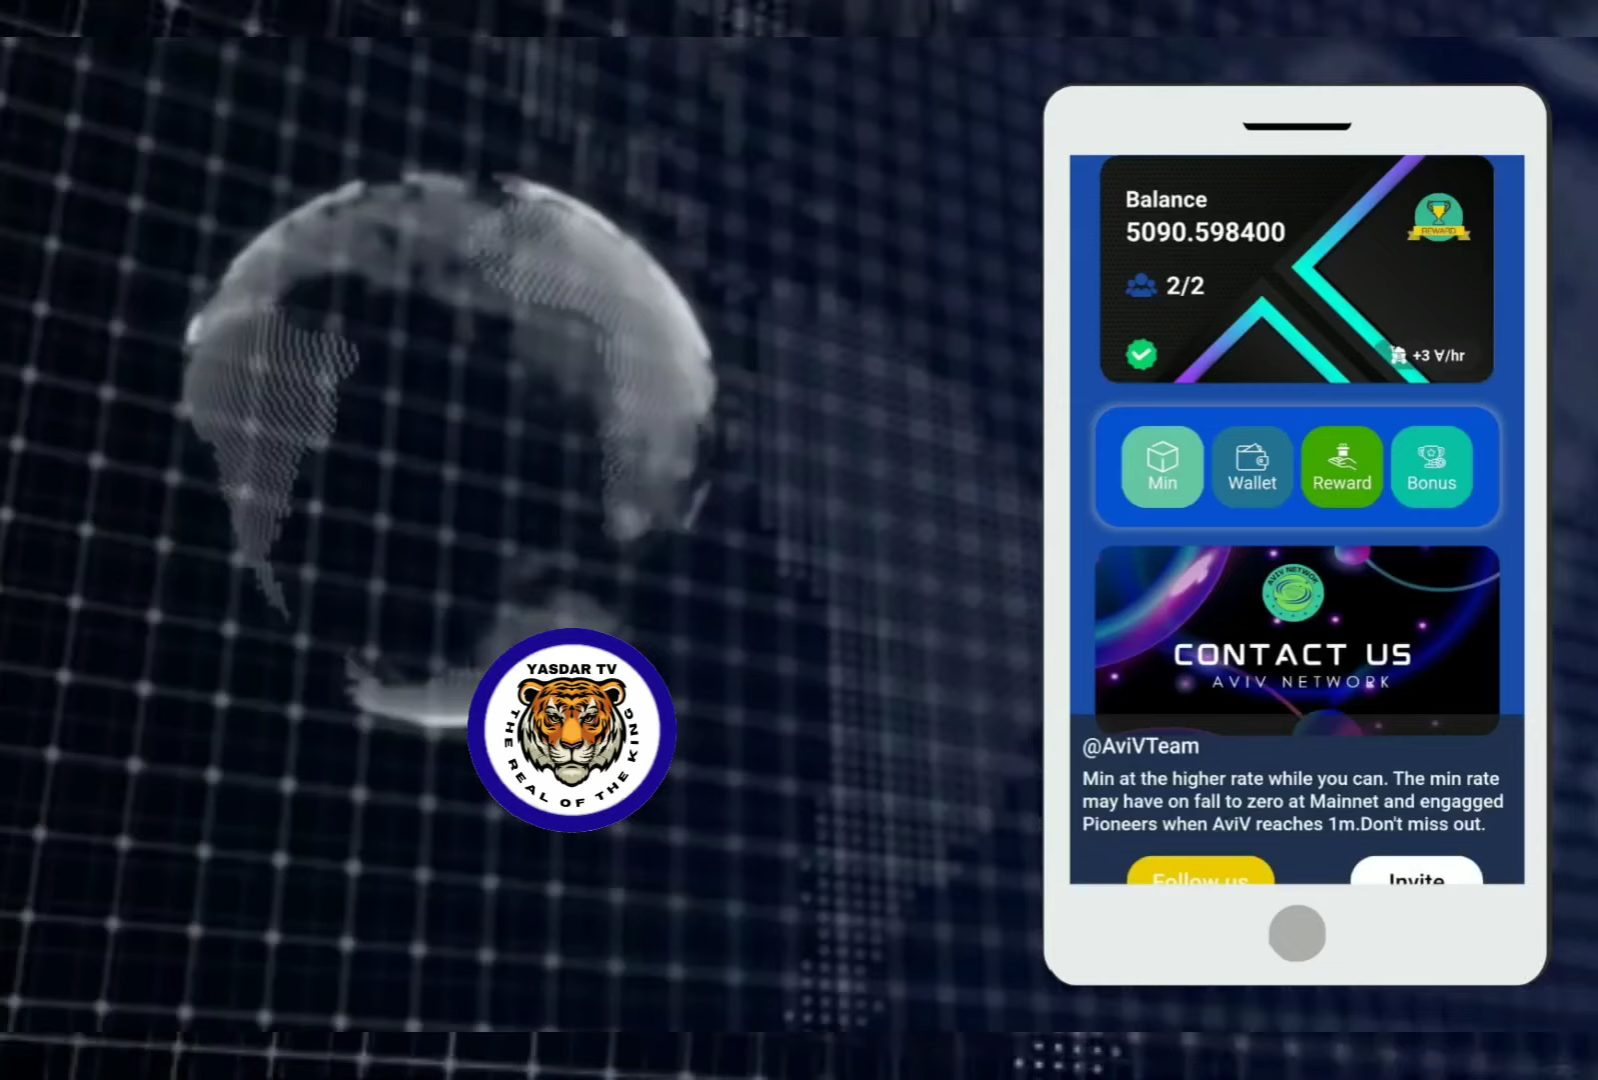 YASDAR TV
THE REAL OF THE KING
Balance
5090.598400
REWARD
2/2
+3 ∀/hr
Min
Wallet
Reward
Bonus
AVIV NETWORK
CONTACT US
AVIV NETWORK
@AviVTeam
Min at the higher rate while you can. The min rate
may have on fall to zero at Mainnet and engagged
Pioneers when AviV reaches 1m.Don't miss out.
Follow us
Invite